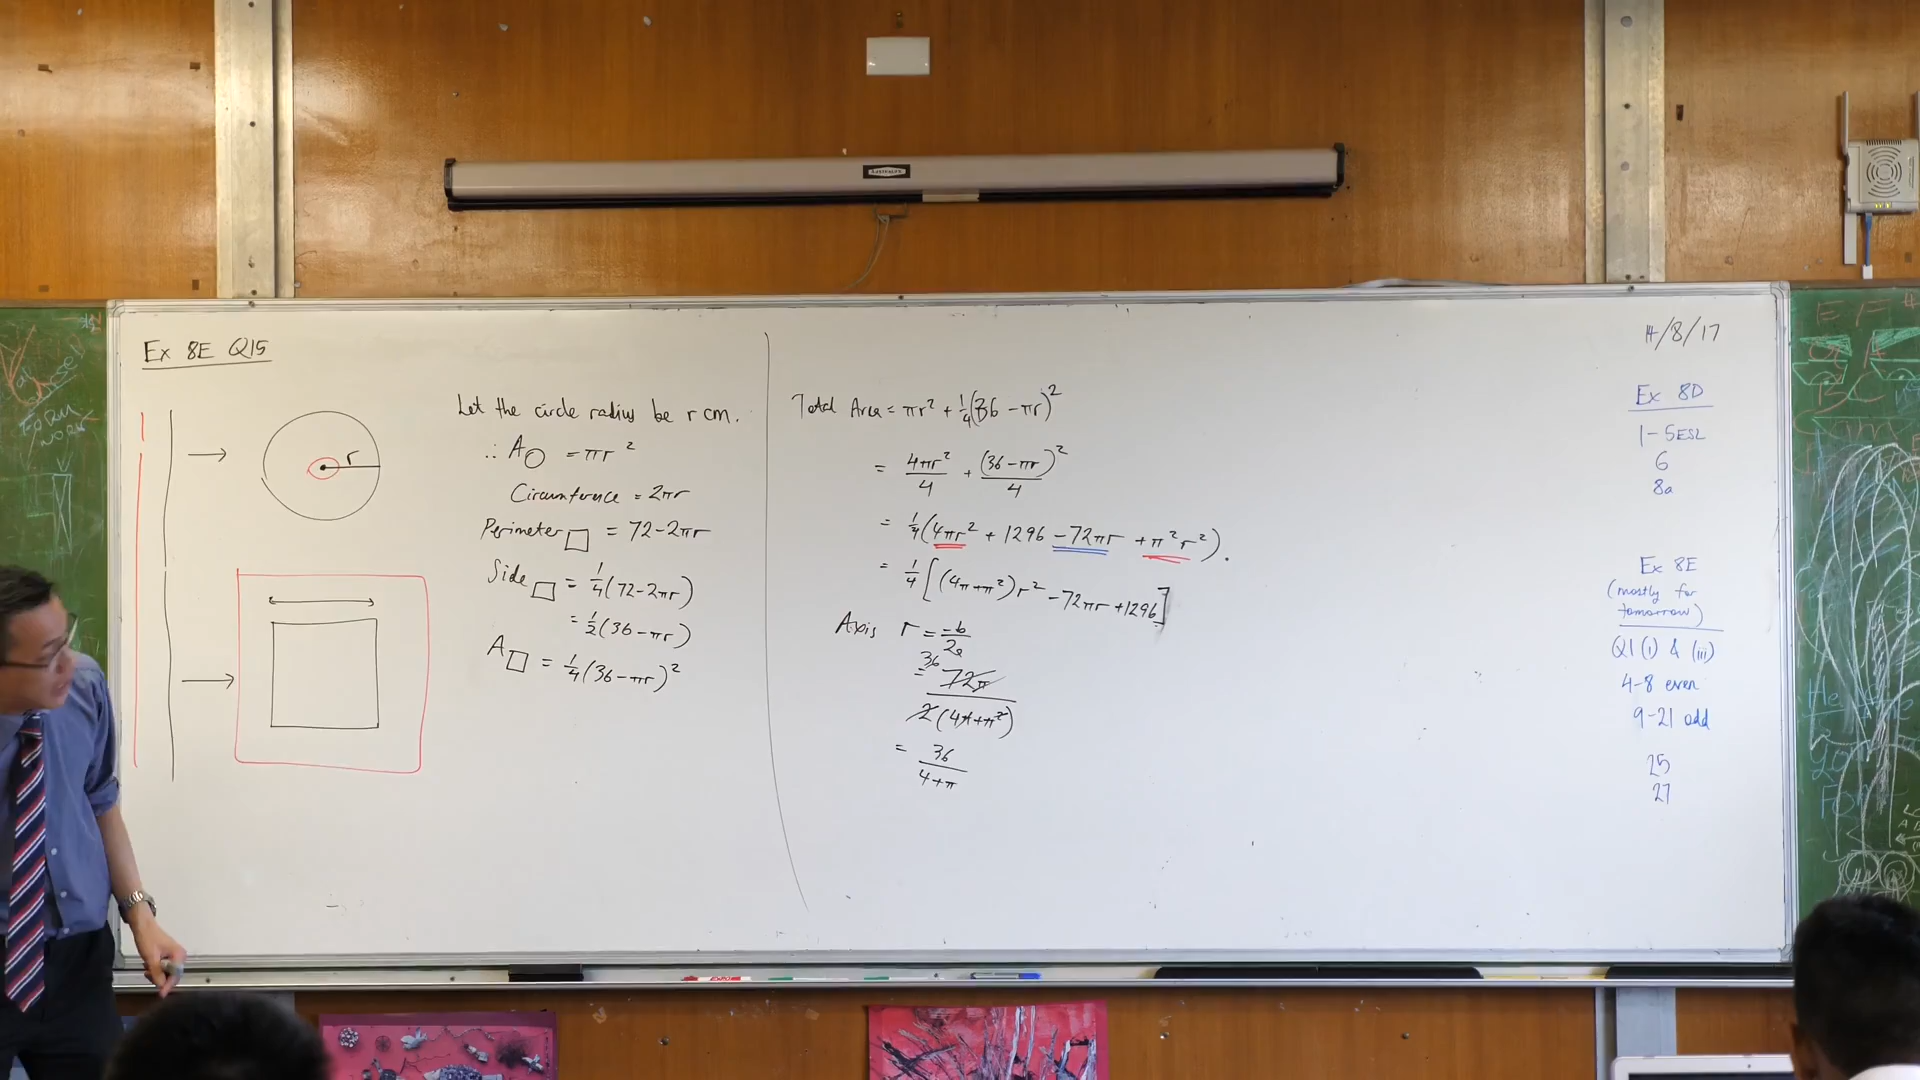 Ex 8E Q15
r
Let the circle radius be r cm.
∴ A○ = πr²
Circumference = 2πr
Perimeter□ = 72-2πr
Side□ = 1/4(72-2πr)
= 1/2(36-πr)
A□ = 1/4(36-πr)²
Total Area = πr² + 1/4(36-πr)²
= 4πr²/4 + (36-πr)²/4
= 1/4(4πr² + 1296 -72πr +π²r²).
= 1/4[(4π+π²)r² -72πr +1296]
Axis r = -b/2a
36
= 72π/2(4π+π²)
= 36/4+π
/8/17
Ex 8D
1-5ESL
6
8a
Ex 8E
(mostly for
tomorrow)
Q1(i) & (iii)
4-8 even
9-21 odd
25
27
FORM
WORK